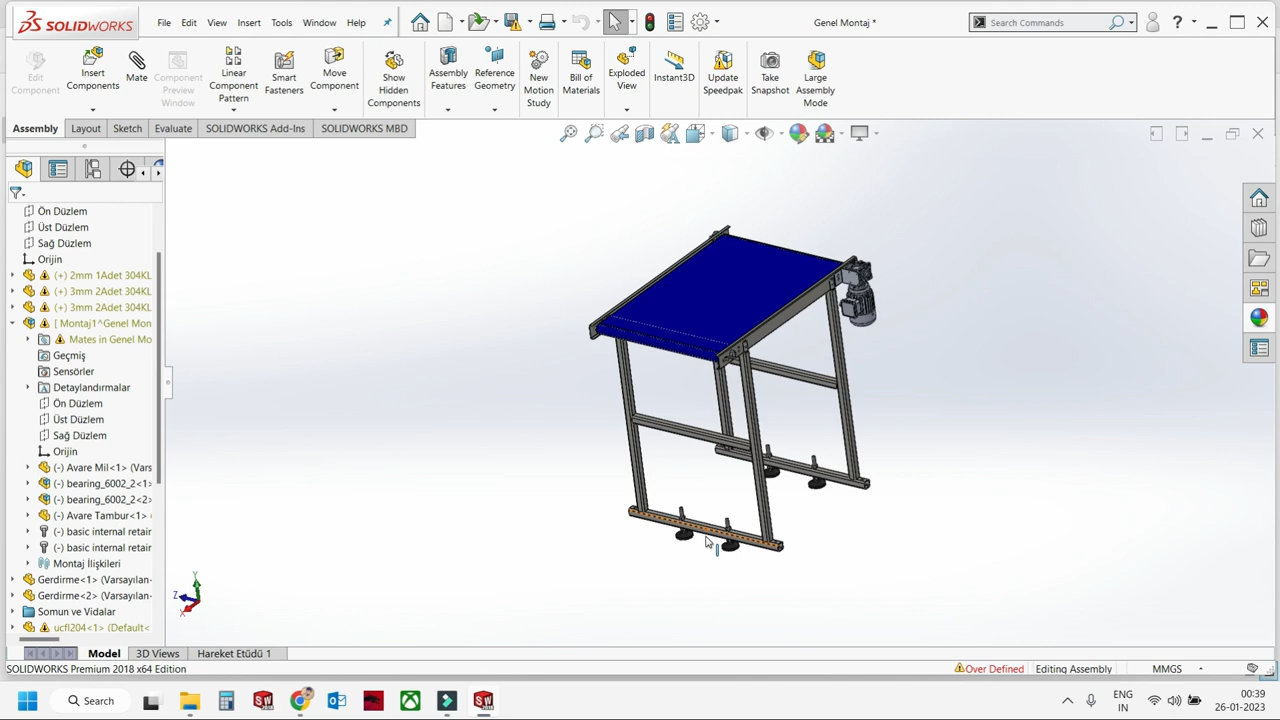 SOLIDWORKS File Edit View Insert Tools Window Help Genel Montaj * Search Commands ?
Edit Component
Insert Components
Mate
Component Preview Window
Linear Component Pattern
Smart Fasteners
Move Component
Show Hidden Components
Assembly Features
Reference Geometry
New Motion Study
Bill of Materials
Exploded View
Instant3D
Update Speedpak
Take Snapshot
Large Assembly Mode
Assembly Layout Sketch Evaluate SOLIDWORKS Add-Ins SOLIDWORKS MBD
Ön Düzlem
Üst Düzlem
Sağ Düzlem
Orijin
(+) 2mm 1Adet 304KL
(+) 3mm 2Adet 304KL
(+) 3mm 2Adet 304KL
[ Montaj1^Genel Mon
Mates in Genel Mo
Geçmiş
Sensörler
Detaylandırmalar
Ön Düzlem
Üst Düzlem
Sağ Düzlem
Orijin
(-) Avare Mil<1> (Vars
(-) bearing_6002_2<1>
(-) bearing_6002_2<2>
(-) Avare Tambur<1>
(-) basic internal retair
(-) basic internal retair
Montaj İlişkileri
Gerdirme<1> (Varsayılan-
Gerdirme<2> (Varsayılan-
Somun ve Vidalar
ucfl204<1> (Default<
Y
Z
X
Model 3D Views Hareket Etüdü 1
SOLIDWORKS Premium 2018 x64 Edition Over Defined Editing Assembly MMGS
Search ENG IN 00:39 26-01-2023